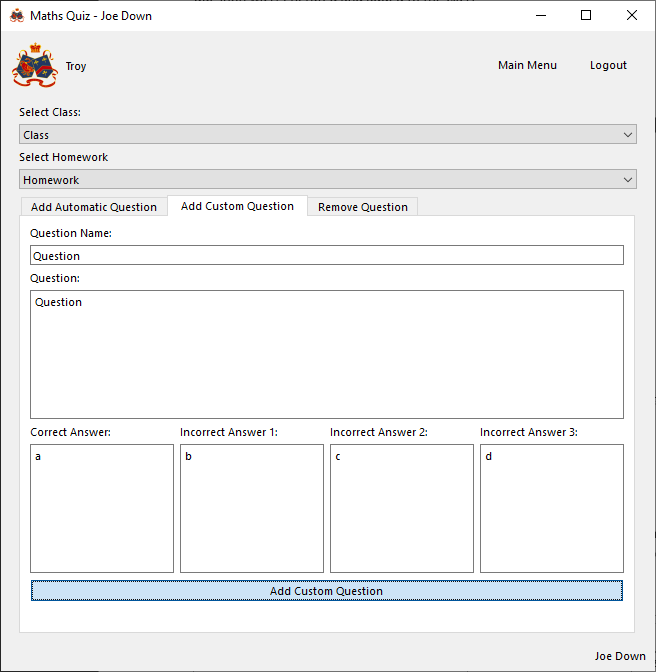 Maths Quiz - Joe Down
Troy
Main Menu
Logout
Select Class:
Class
Select Homework
Homework
Add Automatic Question
Add Custom Question
Remove Question
Question Name:
Question
Question:
Question
Correct Answer:
Incorrect Answer 1:
Incorrect Answer 2:
Incorrect Answer 3:
a
b
c
d
Add Custom Question
Joe Down